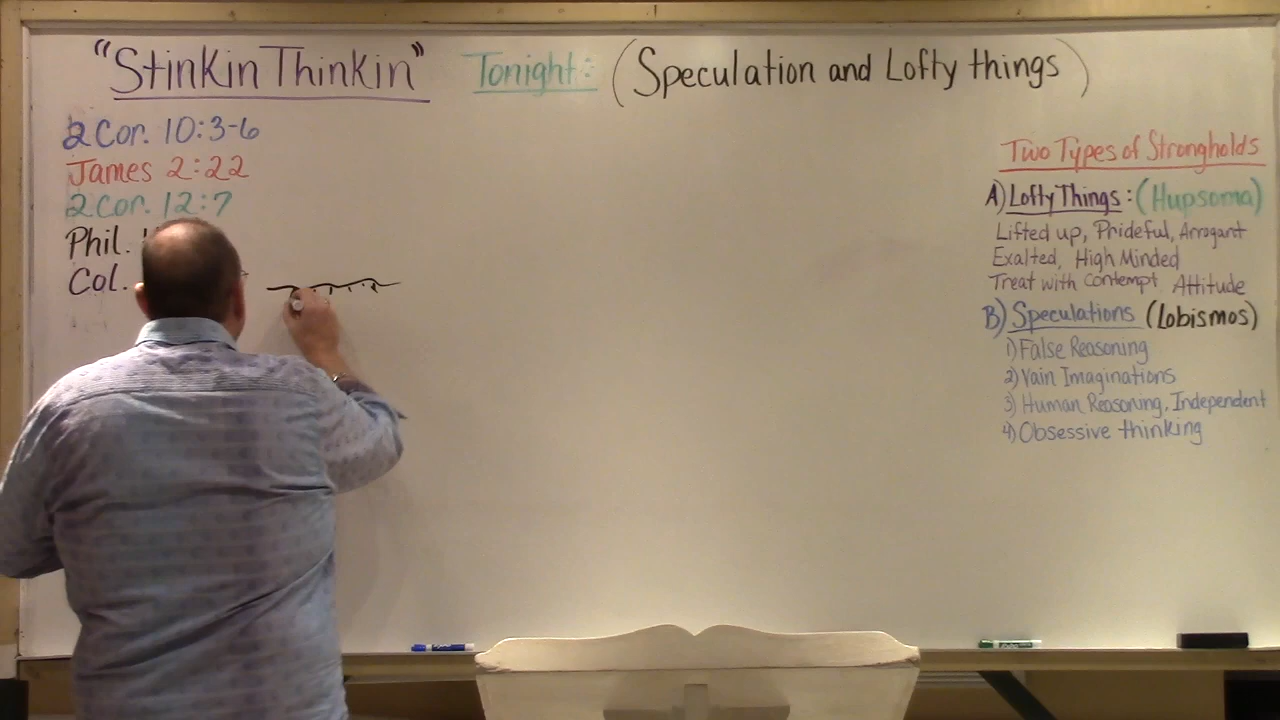 "Stinkin Thinkin" Tonight: (Speculation and Lofty things)
2 Cor. 10:3-6
James 2:22
2 Cor. 12:7
Phil.
Col.
Two Types of Strongholds
A) Lofty Things: (Hupsoma)
Lifted up, Prideful, Arrogant
Exalted, High Minded
Treat with Contempt Attitude
B) Speculations (Lobismos)
1) False Reasoning
2) Vain Imaginations
3) Human Reasoning, Independent
4) Obsessive thinking